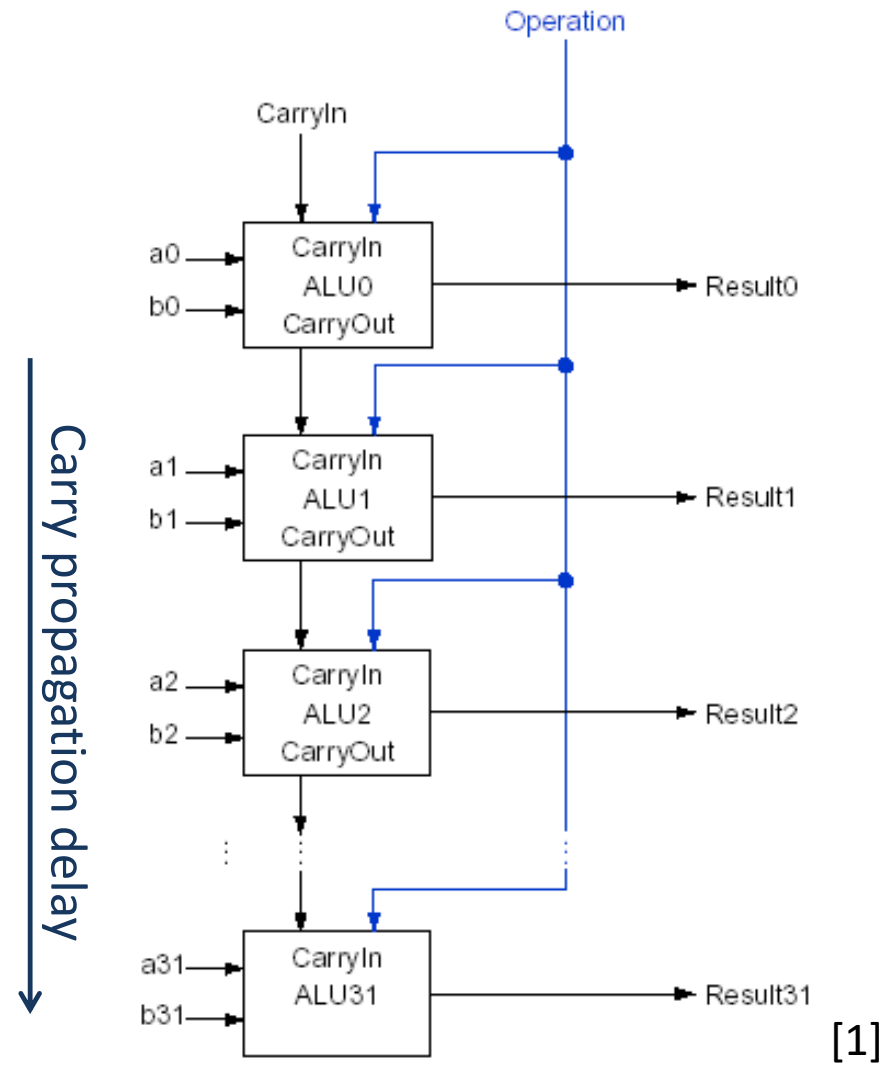 Operation
CarryIn
CarryIn
a0
ALU0
Result0
b0
CarryOut
Carry propagation delay
CarryIn
a1
ALU1
Result1
b1
CarryOut
CarryIn
a2
ALU2
Result2
b2
CarryOut
CarryIn
a31
ALU31
Result31
b31
[1]